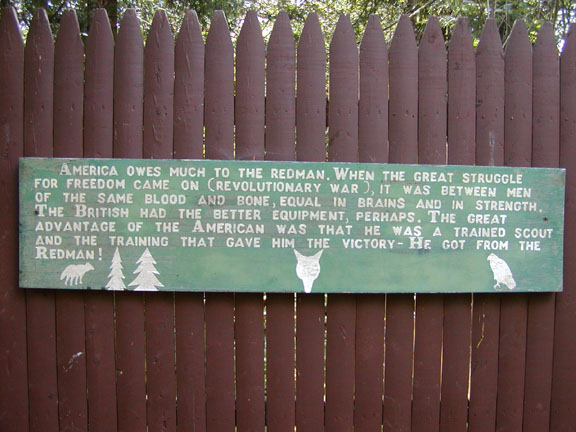 America owes much to the Redman. When the great struggle
for freedom came on (Revolutionary War), it was between men
of the same blood and bone, equal in brains and in strength.
The British had the better equipment, perhaps. The great
advantage of the American was that he was a trained scout
and the training that gave him the victory- He got from the
Redman!